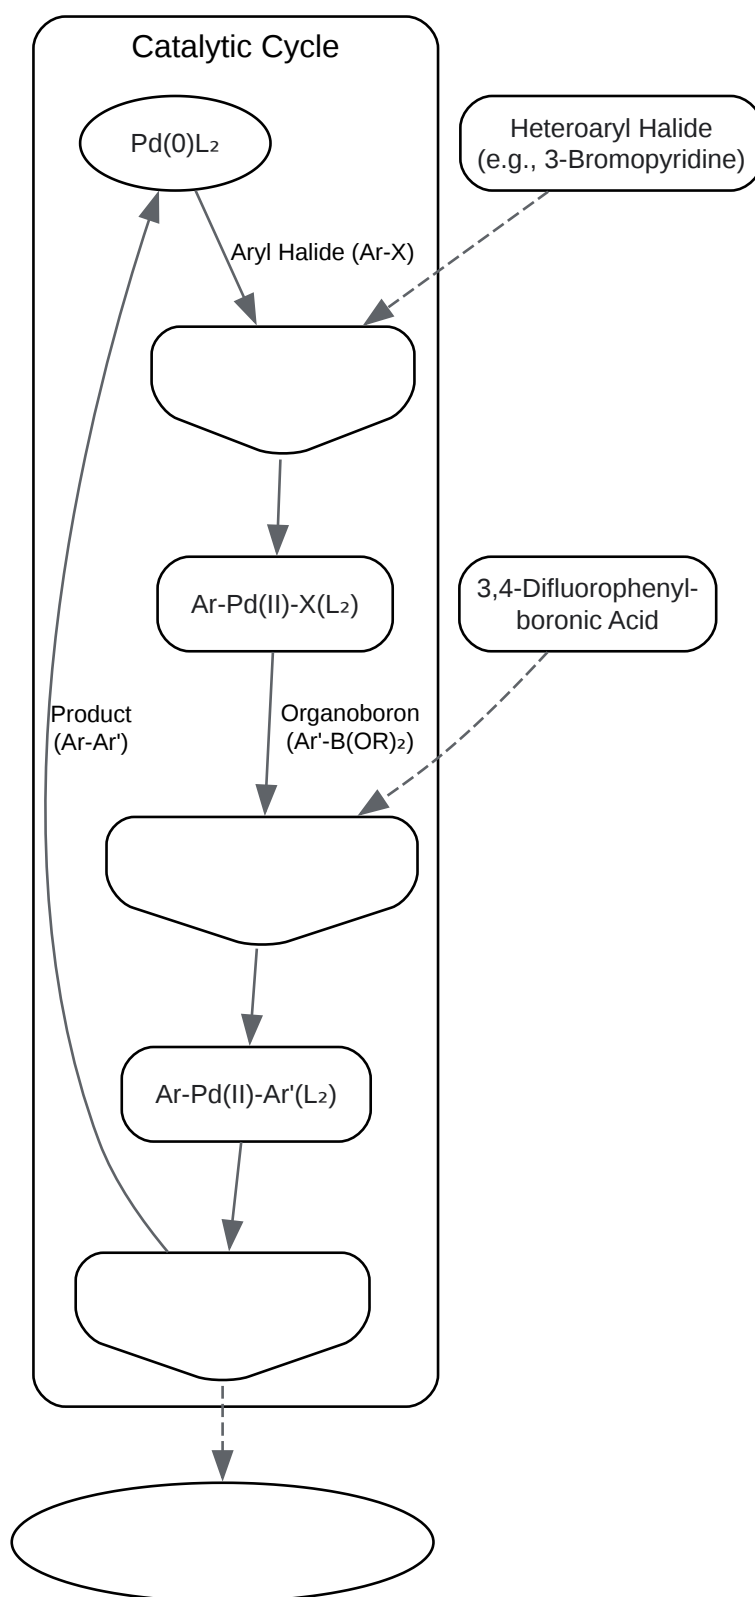 Catalytic Cycle
Pd(0)L₂
Heteroaryl Halide
(e.g., 3-Bromopyridine)
Aryl Halide (Ar-X)
Ar-Pd(II)-X(L₂)
3,4-Difluorophenyl-
boronic Acid
Product
(Ar-Ar')
Organoboron
(Ar'-B(OR)₂)
Ar-Pd(II)-Ar'(L₂)